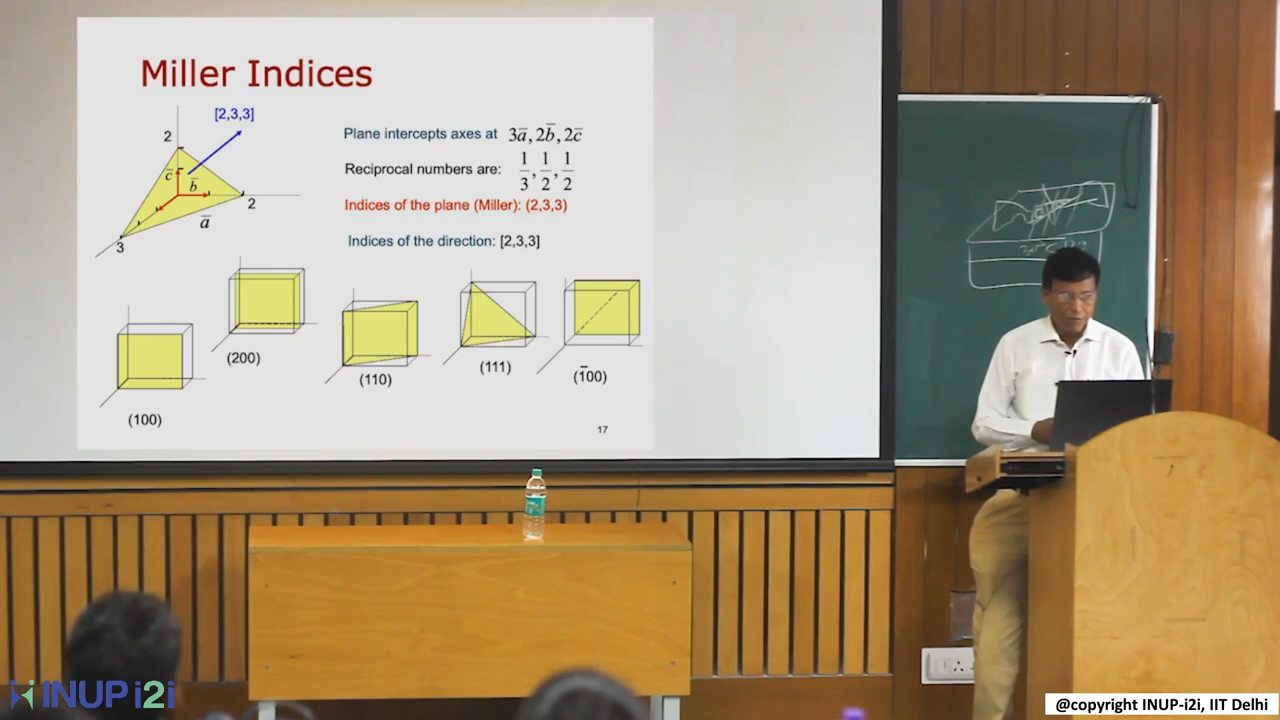 Miller Indices
[2,3,3]
2
c̅
b̅
a̅
2
3
Plane intercepts axes at 3a̅, 2b̅, 2c̅
Reciprocal numbers are: 1/3, 1/2, 1/2
Indices of the plane (Miller): (2,3,3)
Indices of the direction: [2,3,3]
(100)
(200)
(110)
(111)
(1̅00)
17
INUP i2i
@copyright INUP-i2i, IIT Delhi